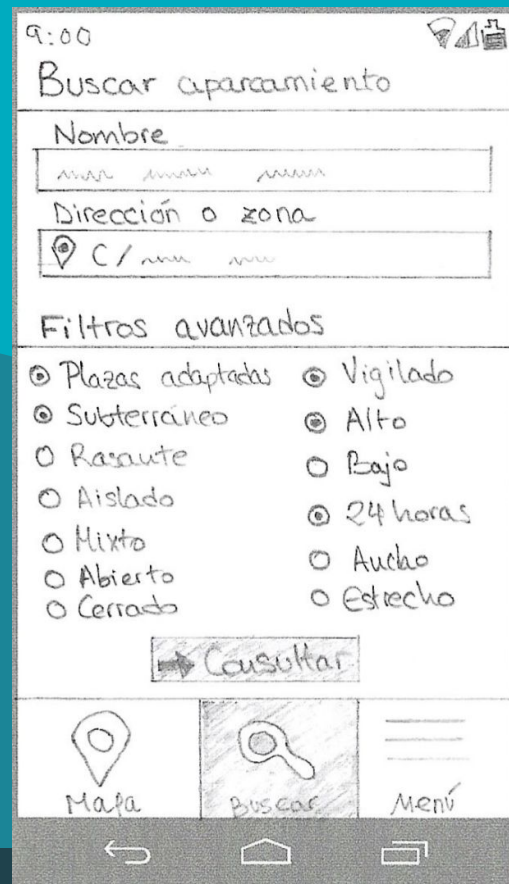 9:00
Buscar aparcamiento
Nombre
Dirección o zona
C/
Filtros avanzados
Plazas adaptadas
Subterráneo
Rasante
Aislado
Mixto
Abierto
Cerrado
Vigilado
Alto
Bajo
24 horas
Ancho
Estrecho
Consultar
Mapa
Buscar
Menú